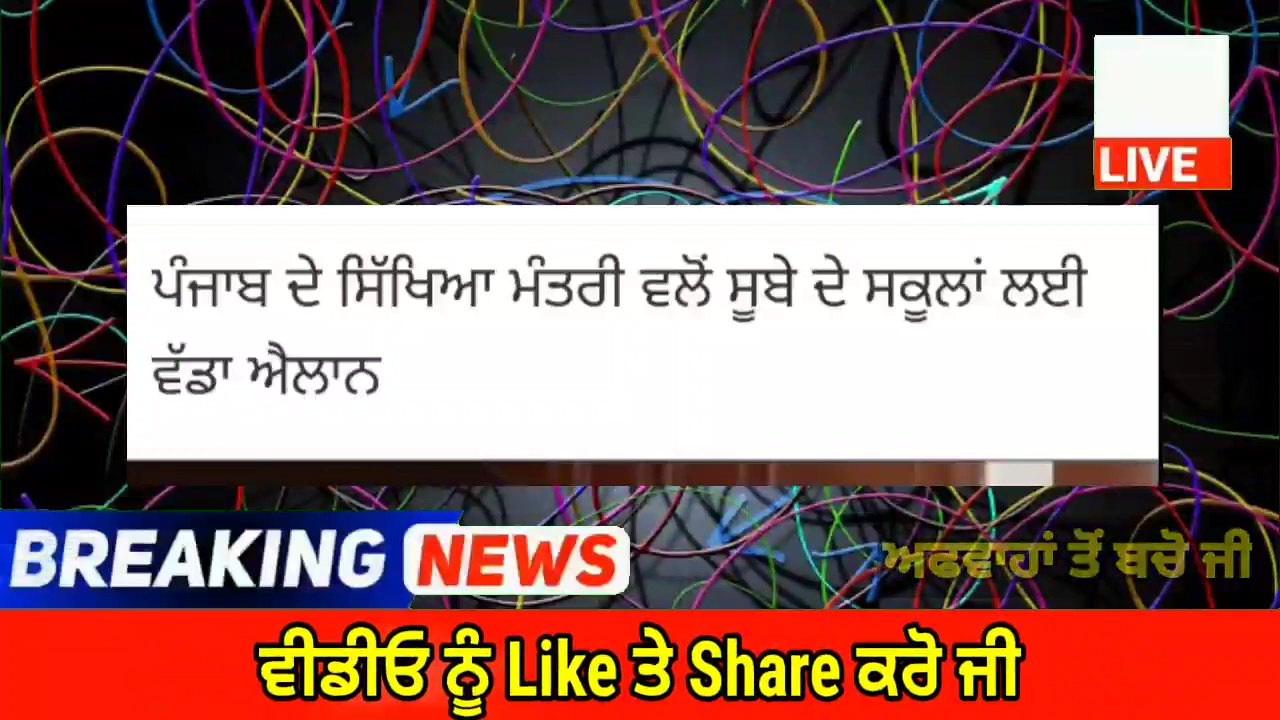 LIVE
ਪੰਜਾਬ ਦੇ ਸਿੱਖਿਆ ਮੰਤਰੀ ਵਲੋਂ ਸੂਬੇ ਦੇ ਸਕੂਲਾਂ ਲਈ
ਵੱਡਾ ਐਲਾਨ
BREAKING NEWS
ਅਫਵਾਹਾਂ ਤੋਂ ਬਚੋ ਜੀ
ਵੀਡੀਓ ਨੂੰ Like ਤੇ Share ਕਰੋ ਜੀ